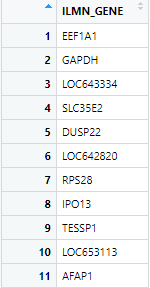 ILMN_GENE
1 EEF1A1
2 GAPDH
3 LOC643334
4 SLC35E2
5 DUSP22
6 LOC642820
7 RPS28
8 IPO13
9 TESSP1
10 LOC653113
11 AFAP1